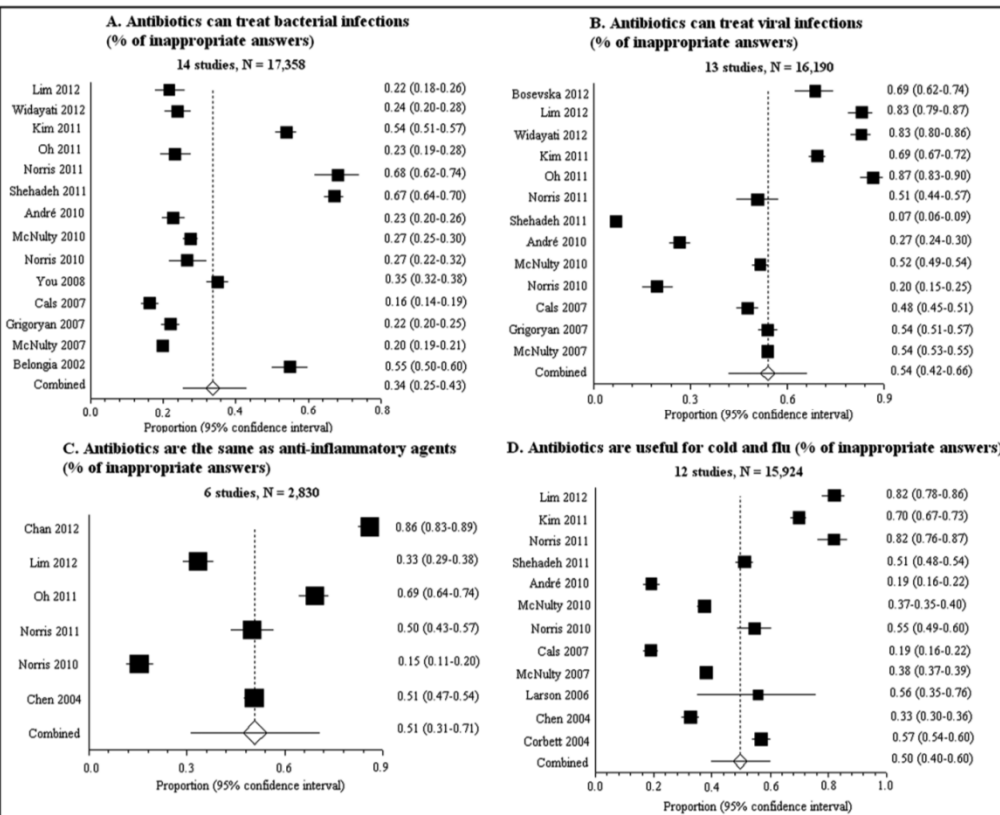 A. Antibiotics can treat bacterial infections
(% of inappropriate answers)
14 studies, N = 17,358
Lim 2012 0.22 (0.18-0.26)
Widayati 2012 0.24 (0.20-0.28)
Kim 2011 0.54 (0.51-0.57)
Oh 2011 0.23 (0.19-0.28)
Norris 2011 0.68 (0.62-0.74)
Shehadeh 2011 0.67 (0.64-0.70)
André 2010 0.23 (0.20-0.26)
McNulty 2010 0.27 (0.25-0.30)
Norris 2010 0.27 (0.22-0.32)
You 2008 0.35 (0.32-0.38)
Cals 2007 0.16 (0.14-0.19)
Grigoryan 2007 0.22 (0.20-0.25)
McNulty 2007 0.20 (0.19-0.21)
Belongia 2002 0.55 (0.50-0.60)
Combined 0.34 (0.25-0.43)
0.0 0.2 0.4 0.6 0.8
Proportion (95% confidence interval)
B. Antibiotics can treat viral infections
(% of inappropriate answers)
13 studies, N = 16,190
Bosevska 2012 0.69 (0.62-0.74)
Lim 2012 0.83 (0.79-0.87)
Widayati 2012 0.83 (0.80-0.86)
Kim 2011 0.69 (0.67-0.72)
Oh 2011 0.87 (0.83-0.90)
Norris 2011 0.51 (0.44-0.57)
Shehadeh 2011 0.07 (0.06-0.09)
André 2010 0.27 (0.24-0.30)
McNulty 2010 0.52 (0.49-0.54)
Norris 2010 0.20 (0.15-0.25)
Cals 2007 0.48 (0.45-0.51)
Grigoryan 2007 0.54 (0.51-0.57)
McNulty 2007 0.54 (0.53-0.55)
Combined 0.54 (0.42-0.66)
0.0 0.3 0.6 0.9
Proportion (95% confidence interval)
C. Antibiotics are the same as anti-inflammatory agents
(% of inappropriate answers)
6 studies, N = 2,830
Chan 2012 0.86 (0.83-0.89)
Lim 2012 0.33 (0.29-0.38)
Oh 2011 0.69 (0.64-0.74)
Norris 2011 0.50 (0.43-0.57)
Norris 2010 0.15 (0.11-0.20)
Chen 2004 0.51 (0.47-0.54)
Combined 0.51 (0.31-0.71)
0.0 0.3 0.6 0.9
Proportion (95% confidence interval)
D. Antibiotics are useful for cold and flu (% of inappropriate answers)
12 studies, N = 15,924
Lim 2012 0.82 (0.78-0.86)
Kim 2011 0.70 (0.67-0.73)
Norris 2011 0.82 (0.76-0.87)
Shehadeh 2011 0.51 (0.48-0.54)
André 2010 0.19 (0.16-0.22)
McNulty 2010 0.37-0.35-0.40)
Norris 2010 0.55 (0.49-0.60)
Cals 2007 0.19 (0.16-0.22)
McNulty 2007 0.38 (0.37-0.39)
Larson 2006 0.56 (0.35-0.76)
Chen 2004 0.33 (0.30-0.36)
Corbett 2004 0.57 (0.54-0.60)
Combined 0.50 (0.40-0.60)
0.0 0.2 0.4 0.6 0.8 1.0
Proportion (95% confidence interval)